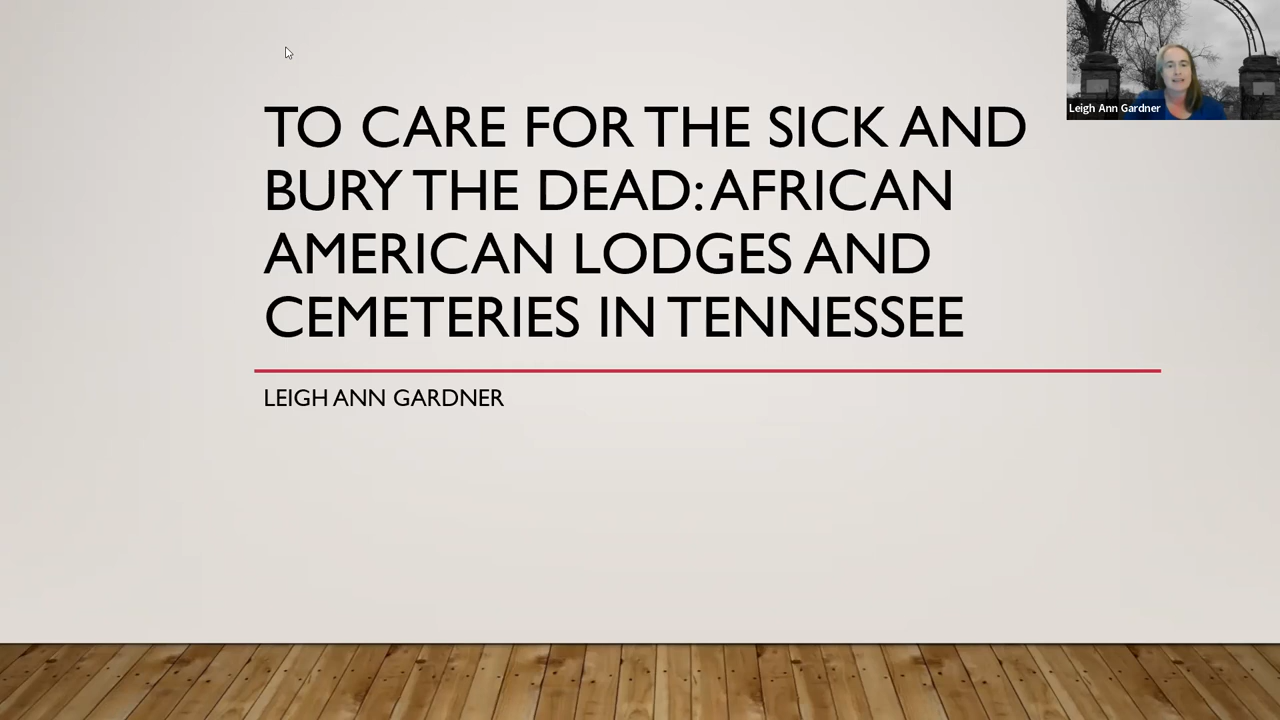 Leigh Ann Gardner
TO CARE FOR THE SICK AND
BURY THE DEAD: AFRICAN
AMERICAN LODGES AND
CEMETERIES IN TENNESSEE
LEIGH ANN GARDNER